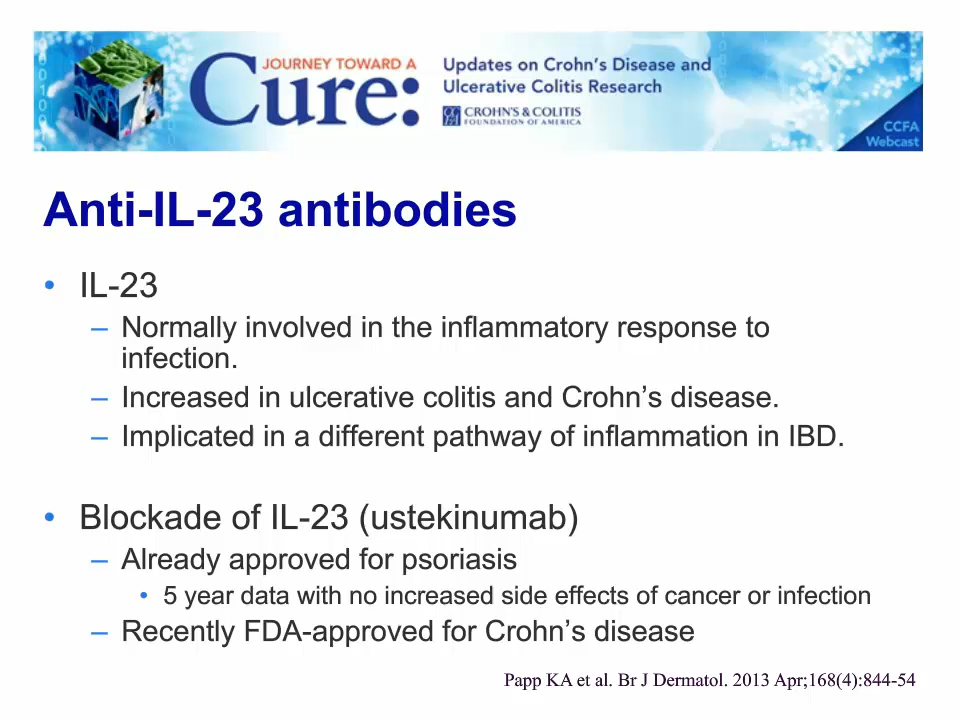 JOURNEY TOWARD A
Cure:
Updates on Crohn's Disease and
Ulcerative Colitis Research
CROHN'S & COLITIS
FOUNDATION OF AMERICA
CCFA
Webcast
Anti-IL-23 antibodies
• IL-23
– Normally involved in the inflammatory response to
infection.
– Increased in ulcerative colitis and Crohn's disease.
– Implicated in a different pathway of inflammation in IBD.
• Blockade of IL-23 (ustekinumab)
– Already approved for psoriasis
• 5 year data with no increased side effects of cancer or infection
– Recently FDA-approved for Crohn's disease
Papp KA et al. Br J Dermatol. 2013 Apr;168(4):844-54